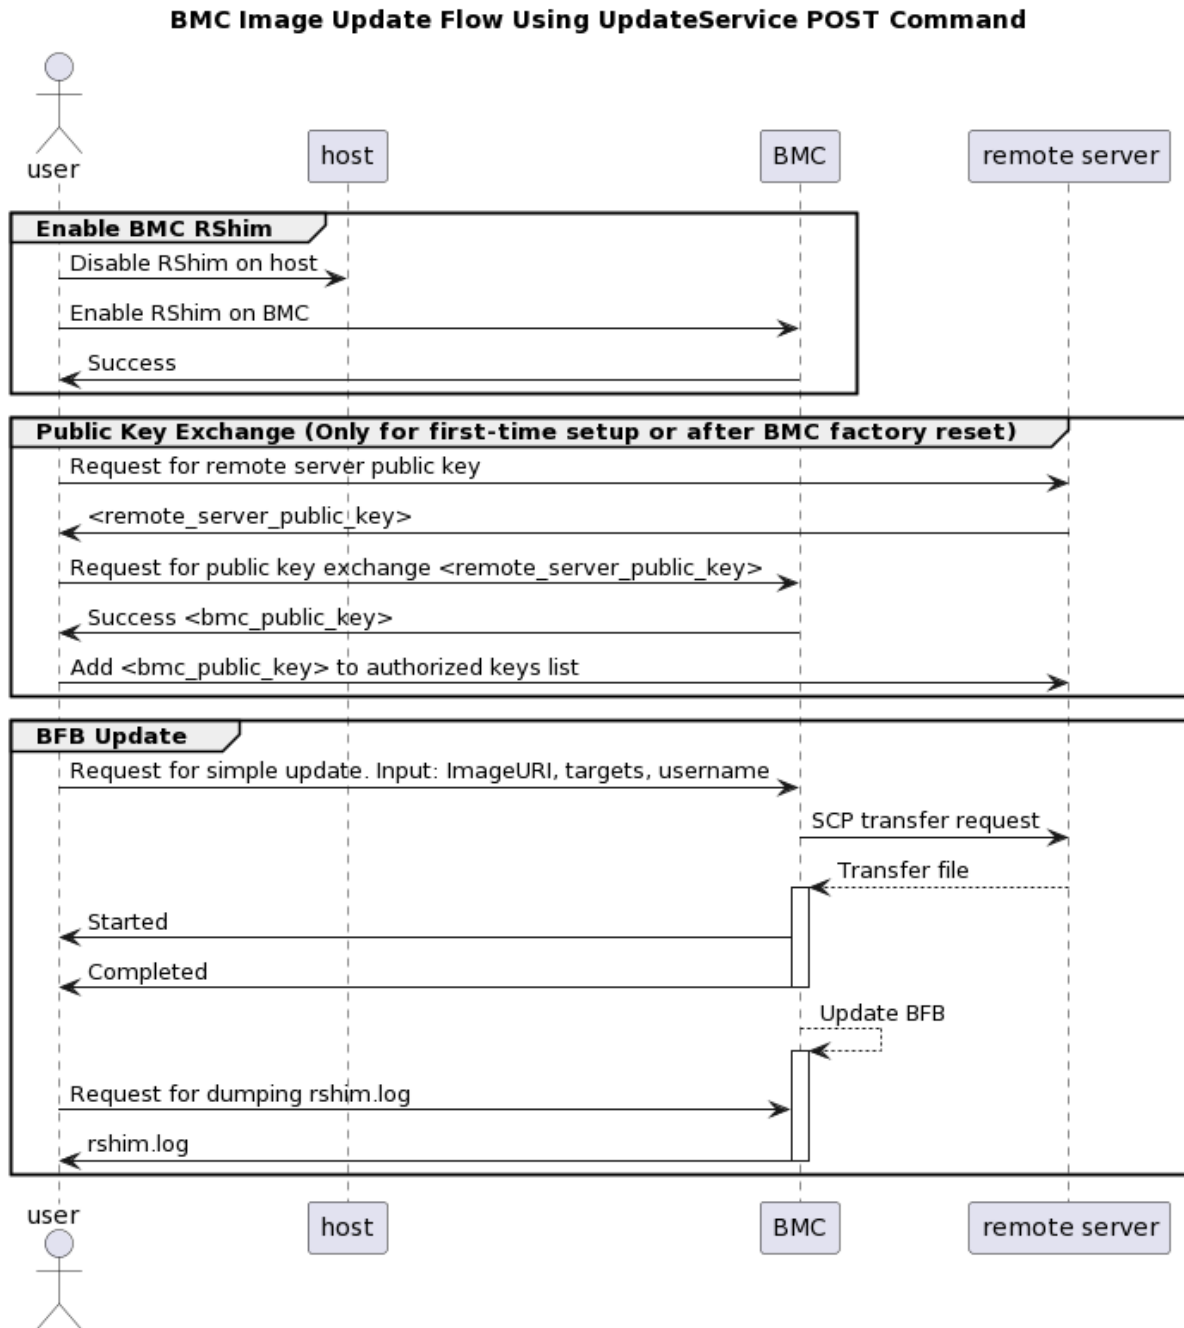 BMC Image Update Flow Using UpdateService POST Command
user
host
BMC
remote server
Enable BMC RShim
Disable RShim on host
Enable RShim on BMC
Success
Public Key Exchange (Only for first-time setup or after BMC factory reset)
Request for remote server public key
<remote_server_public_key>
Request for public key exchange <remote_server_public_key>
Success <bmc_public_key>
Add <bmc_public_key> to authorized keys list
BFB Update
Request for simple update. Input: ImageURI, targets, username
SCP transfer request
Transfer file
Started
Completed
Update BFB
Request for dumping rshim.log
rshim.log
user
host
BMC
remote server